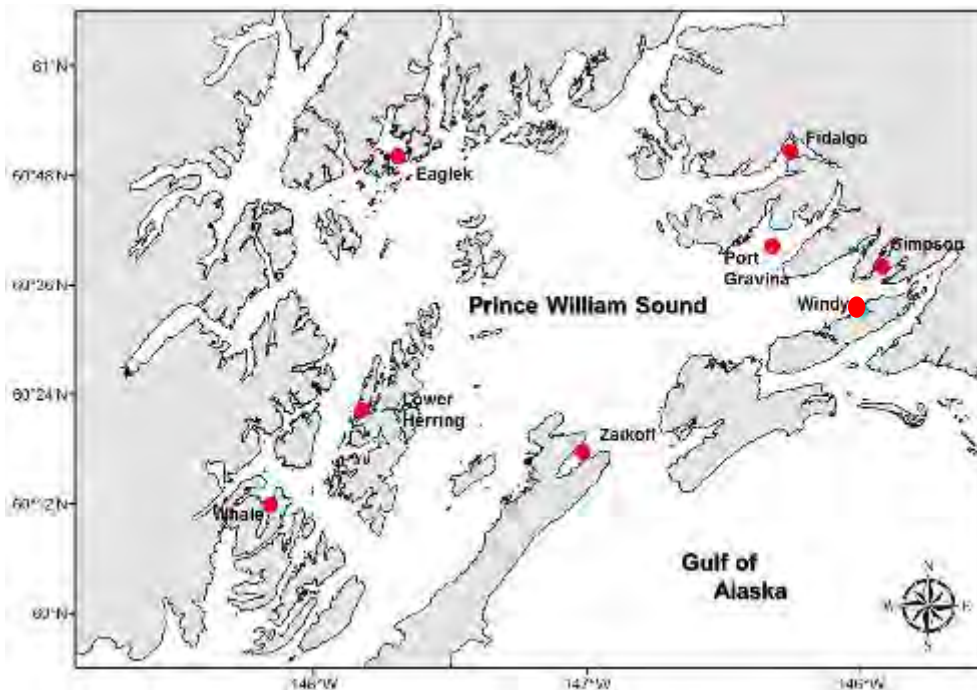 61°N
Fidalgo
60°48'N
Eaglek
Simpson
Port
Gravina
60°36'N
Windy
Prince William Sound
60°24'N
Lower
Herring
Zaikoff
60°12'N
Whale
Gulf of
Alaska
N
W
E
S
60°N
148°W
147°W
146°W